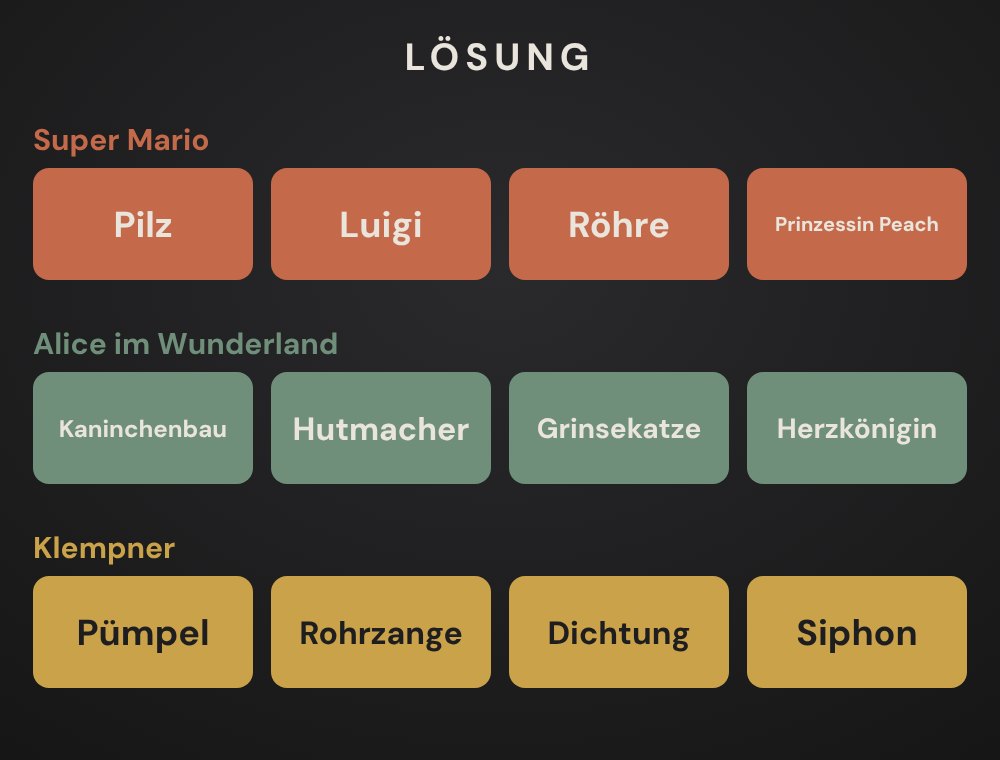 LÖSUNG
Super Mario
Pilz
Luigi
Röhre
Prinzessin Peach
Alice im Wunderland
Kaninchenbau
Hutmacher
Grinsekatze
Herzkönigin
Klempner
Pümpel
Rohrzange
Dichtung
Siphon